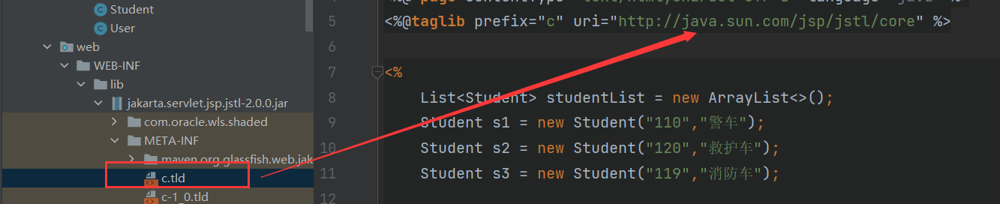 Student
User
web
WEB-INF
lib
jakarta.servlet.jsp.jstl-2.0.0.jar
com.oracle.wls.shaded
META-INF
maven.org.glassfish.web.jak
c.tld
c-1_0.tld
5 <%@taglib prefix="c" uri="http://java.sun.com/jsp/jstl/core" %>
6
7 <%
8 List<Student> studentList = new ArrayList<>();
9 Student s1 = new Student("110","警车");
10 Student s2 = new Student("120","救护车");
11 Student s3 = new Student("119","消防车");
12